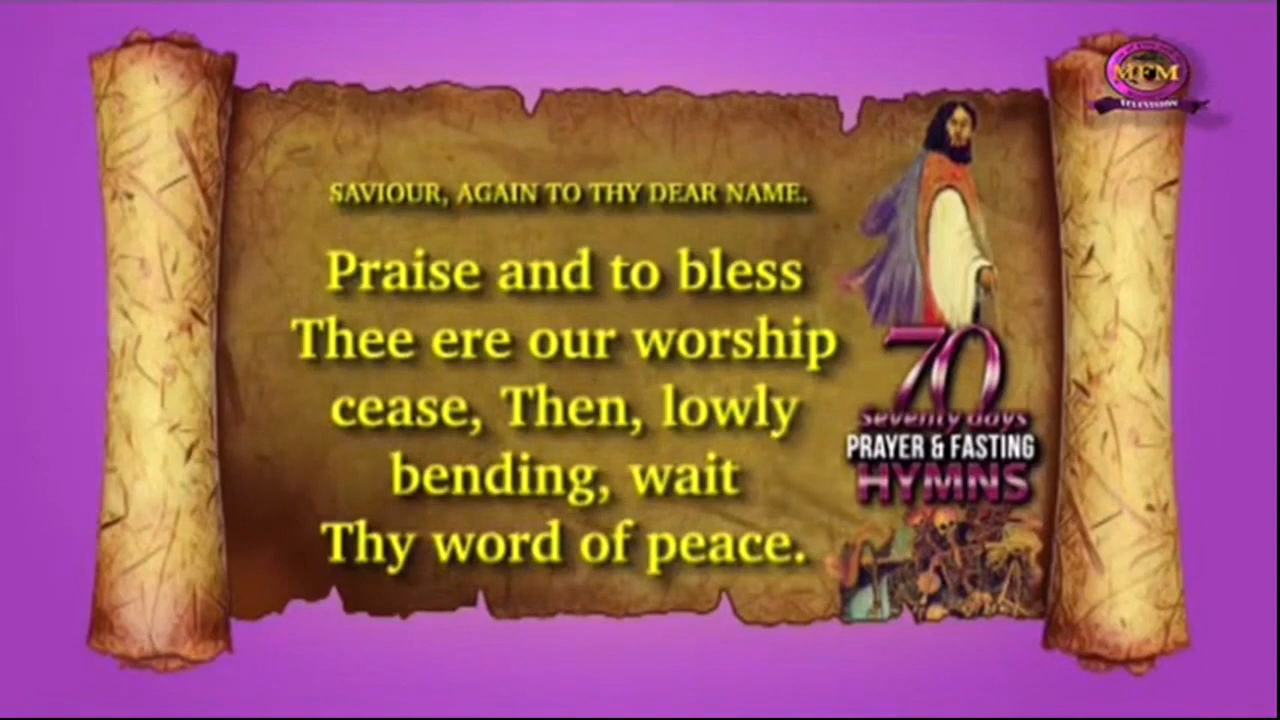 MFM
TELEVISION
SAVIOUR, AGAIN TO THY DEAR NAME.
Praise and to bless
Thee ere our worship
cease, Then, lowly
bending, wait
Thy word of peace.
70
seventy days
PRAYER & FASTING
HYMNS